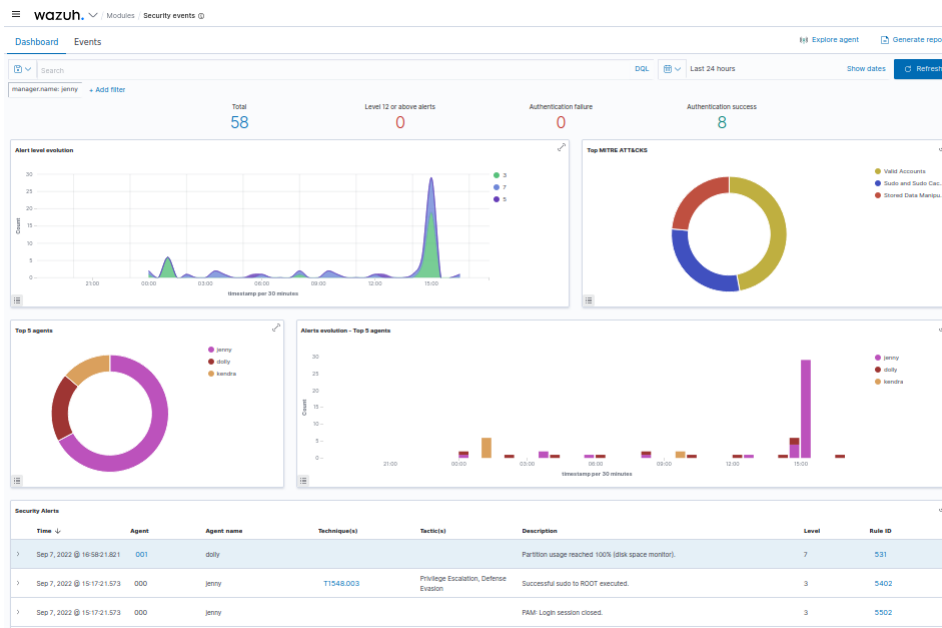 wazuh. / Modules / Security events
Dashboard Events Explore agent Generate repo
Search DQL Last 24 hours Show dates Refresh
manager.name: jenny + Add filter
Total Level 12 or above alerts Authentication failure Authentication success
58 0 0 8
Alert level evolution
30
25
20
15
10
5
0
Count
21:00 00:00 03:00 06:00 09:00 12:00 15:00
timestamp per 30 minutes
3
7
5
Top MITRE ATT&CKS
Valid Accounts
Sudo and Sudo Cac..
Stored Data Manipu..
Top 5 agents
jenny
dolly
kendra
Alerts evolution - Top 5 agents
30
25
20
15
10
5
0
Count
21:00 00:00 03:00 06:00 09:00 12:00 15:00
timestamp per 30 minutes
jenny
dolly
kendra
Security Alerts
Time Agent Agent name Technique(s) Tactic(s) Description Level Rule ID
Sep 7, 2022 @ 16:58:21.821 001 dolly Partition usage reached 100% (disk space monitor). 7 531
Sep 7, 2022 @ 15:17:21.573 000 jenny T1548.003 Privilege Escalation, Defense Evasion Successful sudo to ROOT executed. 3 5402
Sep 7, 2022 @ 15:17:21.573 000 jenny PAM: Login session closed. 3 5502